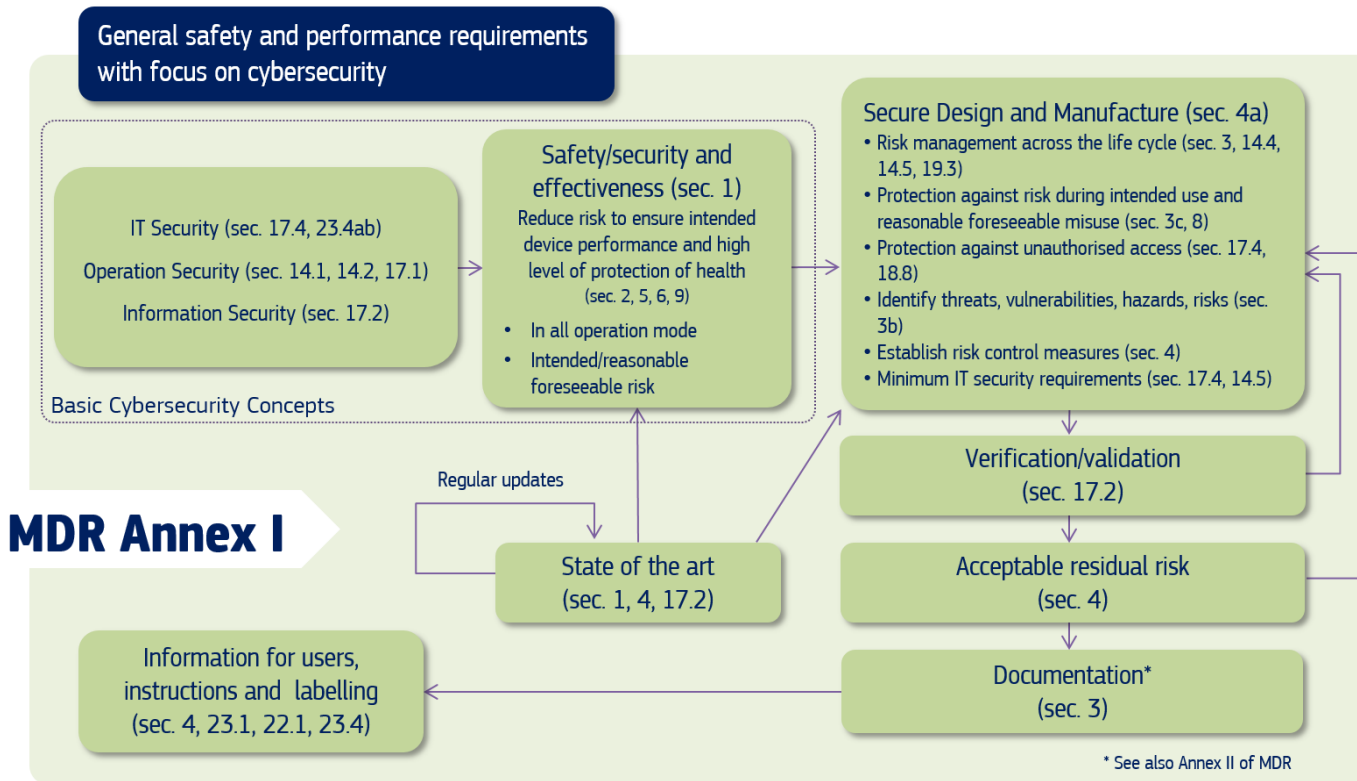 General safety and performance requirements
with focus on cybersecurity
IT Security (sec. 17.4, 23.4ab)
Operation Security (sec. 14.1, 14.2, 17.1)
Information Security (sec. 17.2)
Basic Cybersecurity Concepts
Safety/security and
effectiveness (sec. 1)
Reduce risk to ensure intended
device performance and high
level of protection of health
(sec. 2, 5, 6, 9)
• In all operation mode
• Intended/reasonable
foreseeable risk
Secure Design and Manufacture (sec. 4a)
• Risk management across the life cycle (sec. 3, 14.4,
14.5, 19.3)
• Protection against risk during intended use and
reasonable foreseeable misuse (sec. 3c, 8)
• Protection against unauthorised access (sec. 17.4,
18.8)
• Identify threats, vulnerabilities, hazards, risks (sec.
3b)
• Establish risk control measures (sec. 4)
• Minimum IT security requirements (sec. 17.4, 14.5)
Verification/validation
(sec. 17.2)
Regular updates
MDR Annex I
State of the art
(sec. 1, 4, 17.2)
Acceptable residual risk
(sec. 4)
Information for users,
instructions and labelling
(sec. 4, 23.1, 22.1, 23.4)
Documentation*
(sec. 3)
* See also Annex II of MDR